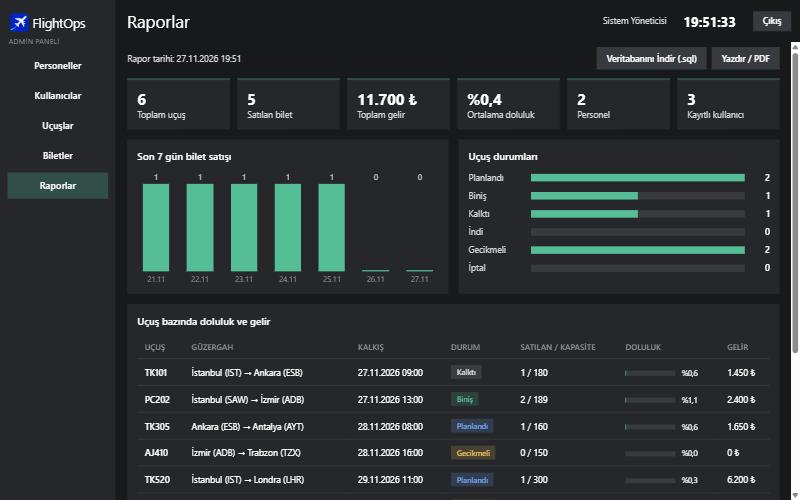 FlightOps
ADMIN PANELİ
Personeller
Kullanıcılar
Uçuşlar
Biletler
Raporlar
Raporlar
Sistem Yöneticisi
19:51:33
Çıkış
Rapor tarihi: 27.11.2026 19:51
Veritabanını İndir (.sql)
Yazdır / PDF
6
Toplam uçuş
5
Satılan bilet
11.700 ₺
Toplam gelir
%0,4
Ortalama doluluk
2
Personel
3
Kayıtlı kullanıcı
Son 7 gün bilet satışı
1 1 1 1 1 0 0
21.11 22.11 23.11 24.11 25.11 26.11 27.11
Uçuş durumları
Planlandı 2
Biniş 1
Kalktı 1
İndi 0
Gecikmeli 2
İptal 0
Uçuş bazında doluluk ve gelir
UÇUŞ GÜZERGAH KALKIŞ DURUM SATILAN / KAPASİTE DOLULUK GELİR
TK101 İstanbul (IST) → Ankara (ESB) 27.11.2026 09:00 Kalktı 1 / 180 %0,6 1.450 ₺
PC202 İstanbul (SAW) → İzmir (ADB) 27.11.2026 13:00 Biniş 2 / 189 %1,1 2.400 ₺
TK305 Ankara (ESB) → Antalya (AYT) 28.11.2026 08:00 Planlandı 1 / 160 %0,6 1.650 ₺
AJ410 İzmir (ADB) → Trabzon (TZX) 28.11.2026 16:00 Gecikmeli 0 / 150 %0,0 0 ₺
TK520 İstanbul (IST) → Londra (LHR) 29.11.2026 11:00 Planlandı 1 / 300 %0,3 6.200 ₺